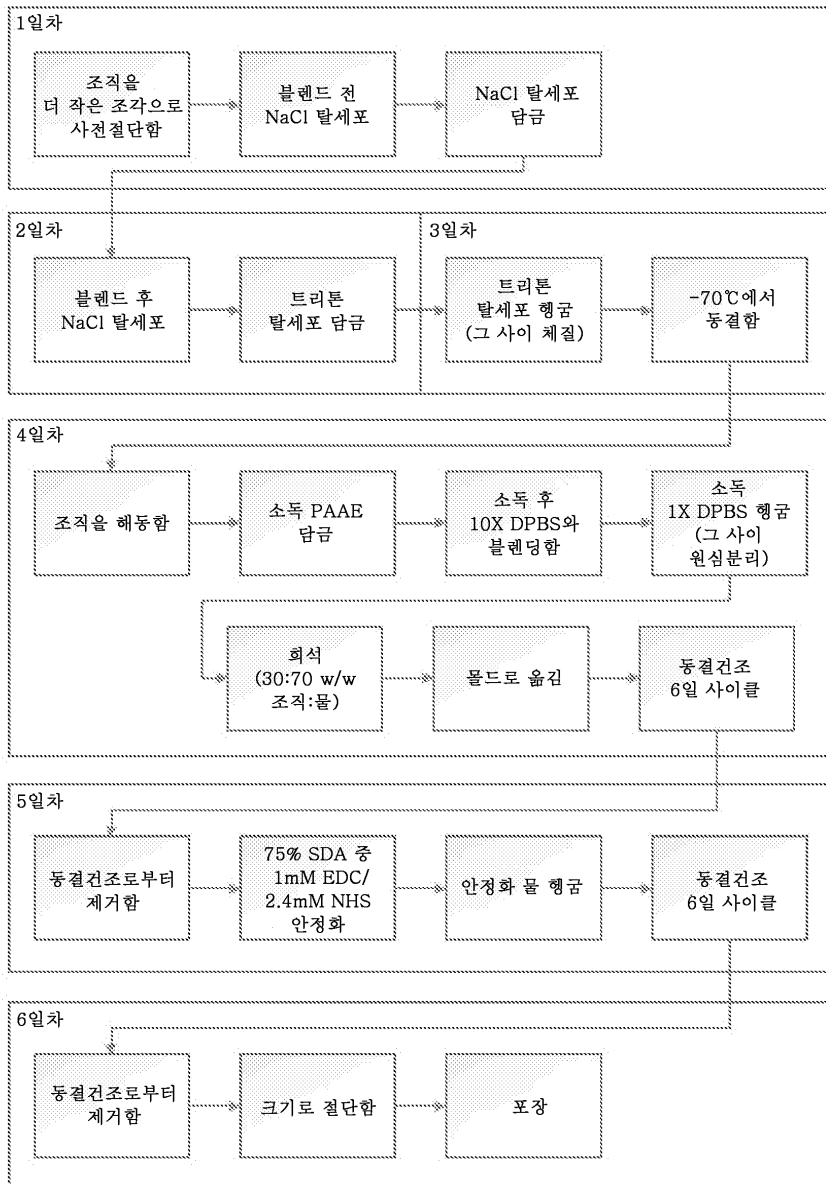 1일차
조직을
더 작은 조각으로
사전절단함
블렌드 전
NaCl 탈세포
NaCl 탈세포
담금
2일차
블렌드 후
NaCl 탈세포
트리톤
탈세포 담금
3일차
트리톤
탈세포 헹굼
(그 사이 체질)
-70℃에서
동결함
4일차
조직을 해동함
소독 PAAE
담금
소독 후
10X DPBS와
블렌딩함
소독
1X DPBS 헹굼
(그 사이
원심분리)
희석
(30:70 w/w
조직:물)
몰드로 옮김
동결건조
6일 사이클
5일차
동결건조로부터
제거함
75% SDA 중
1mM EDC/
2.4mM NHS
안정화
안정화 물 헹굼
동결건조
6일 사이클
6일차
동결건조로부터
제거함
크기로 절단함
포장